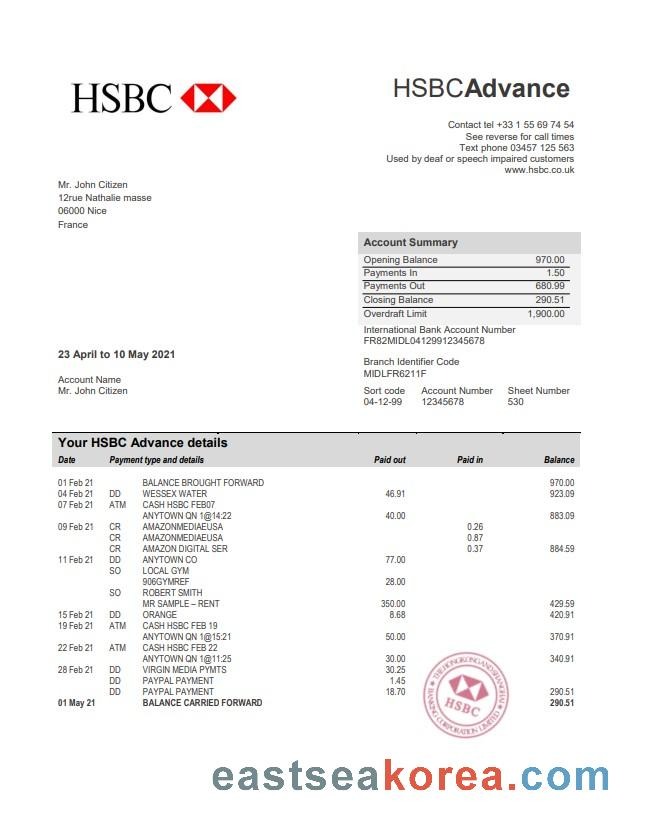 HSBC
HSBCAdvance
Contact tel +33 1 55 69 74 54
See reverse for call times
Text phone 03457 125 563
Used by deaf or speech impaired customers
www.hsbc.co.uk
Mr. John Citizen
12rue Nathalie masse
06000 Nice
France
Account Summary
Opening Balance 970.00
Payments In 1.50
Payments Out 680.99
Closing Balance 290.51
Overdraft Limit 1,900.00
International Bank Account Number
FR82MIDL04129912345678
23 April to 10 May 2021
Branch Identifier Code
MIDLFR6211F
Account Name
Mr. John Citizen
Sort code Account Number Sheet Number
04-12-99 12345678 530
Your HSBC Advance details
Date Payment type and details Paid out Paid in Balance
01 Feb 21 BALANCE BROUGHT FORWARD 970.00
04 Feb 21 DD WESSEX WATER 46.91 923.09
07 Feb 21 ATM CASH HSBC FEB07
ANYTOWN QN 1@14:22 40.00 883.09
09 Feb 21 CR AMAZONMEDIAEUSA 0.26
CR AMAZONMEDIAEUSA 0.87
CR AMAZON DIGITAL SER 0.37 884.59
11 Feb 21 DD ANYTOWN CO 77.00
SO LOCAL GYM
906GYMREF 28.00
SO ROBERT SMITH
MR SAMPLE – RENT 350.00 429.59
15 Feb 21 DD ORANGE 8.68 420.91
19 Feb 21 ATM CASH HSBC FEB 19
ANYTOWN QN 1@15:21 50.00 370.91
22 Feb 21 ATM CASH HSBC FEB 22
ANYTOWN QN 1@11:25 30.00 340.91
28 Feb 21 DD VIRGIN MEDIA PYMTS 30.25
DD PAYPAL PAYMENT 1.45
DD PAYPAL PAYMENT 18.70 290.51
01 May 21 BALANCE CARRIED FORWARD 290.51
THE HONGKONG AND SHANGHAI
HSBC
BANKING CORPORATION LIMITED
eastseakorea.com